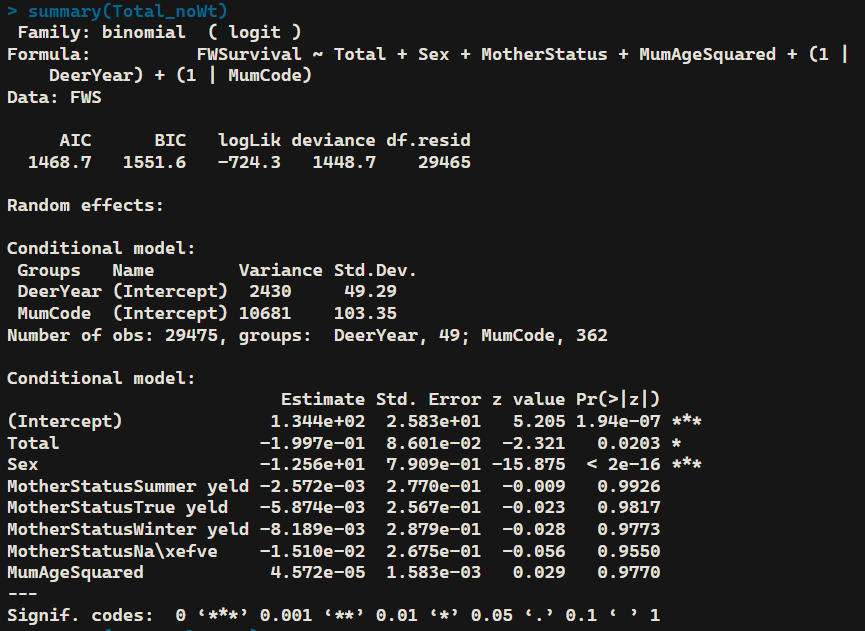 > summary(Total_noWt)
 Family: binomial  ( logit )
Formula:          FWSurvival ~ Total + Sex + MotherStatus + MumAgeSquared + (1 |
    DeerYear) + (1 | MumCode)
Data: FWS

     AIC      BIC   logLik deviance df.resid
  1468.7   1551.6   -724.3   1448.7    29465

Random effects:

Conditional model:
 Groups   Name        Variance Std.Dev.
 DeerYear (Intercept)  2430     49.29
 MumCode  (Intercept) 10681    103.35
Number of obs: 29475, groups:  DeerYear, 49; MumCode, 362

Conditional model:
                           Estimate Std. Error z value Pr(>|z|)
(Intercept)               1.344e+02  2.583e+01   5.205 1.94e-07 ***
Total                    -1.997e-01  8.601e-02  -2.321   0.0203 *
Sex                      -1.256e+01  7.909e-01 -15.875  < 2e-16 ***
MotherStatusSummer yeld -2.572e-03  2.770e-01  -0.009   0.9926
MotherStatusTrue yeld   -5.874e-03  2.567e-01  -0.023   0.9817
MotherStatusWinter yeld -8.189e-03  2.879e-01  -0.028   0.9773
MotherStatusNa\xefve    -1.510e-02  2.675e-01  -0.056   0.9550
MumAgeSquared            4.572e-05  1.583e-03   0.029   0.9770
---
Signif. codes:  0 ‘***’ 0.001 ‘**’ 0.01 ‘*’ 0.05 ‘.’ 0.1 ‘ ’ 1